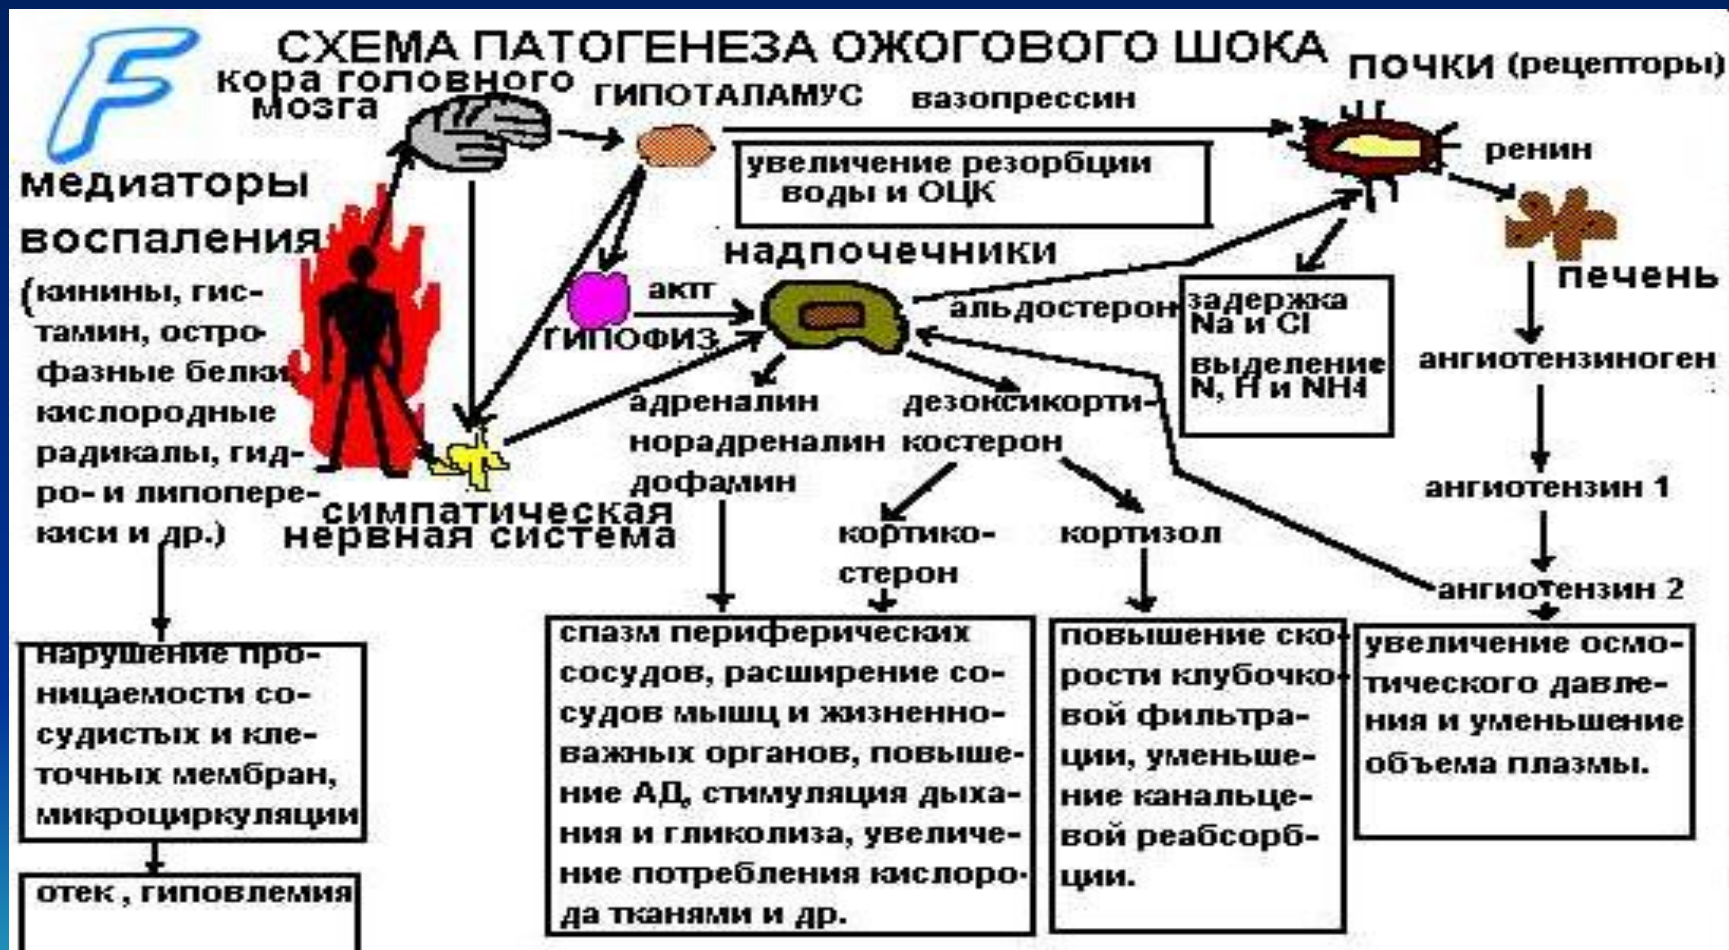 F
СХЕМА ПАТОГЕНЕЗА ОЖОГОВОГО ШОКА
кора головного
мозга
ГИПОТАЛАМУС
вазопрессин
ПОЧКИ (рецепторы)
увеличение резорбции
воды и ОЦК
ренин
печень
медиаторы
воспаления
(кинины, гис-
тамин, остро-
фазные белки
кислородные
радикалы, гид-
ро- и липопере-
киси и др.)
надпочечники
акт
ГИПОФИЗ
альдостерон
задержка
Na и Cl
выделение
N, H и NH4
ангиотензиноген
ангиотензин 1
ангиотензин 2
адреналин
норадреналин
дофамин
дезоксикорти-
костерон
симпатическая
нервная система
кортико-
стерон
кортизол
нарушение про-
ницаемости со-
судистых и кле-
точных мембран,
микроциркуляции
отек , гиповлемия
спазм периферических
сосудов, расширение со-
судов мышц и жизненно-
важных органов, повыше-
ние АД, стимуляция дыха-
ния и гликолиза, увеличе-
ние потребления кислоро-
да тканями и др.
повышение ско-
рости клубочко-
вой фильтра-
ции, уменьше-
ние канальце-
вой реабсорб-
ции.
увеличение осмо-
тического давле-
ния и уменьшение
объема плазмы.